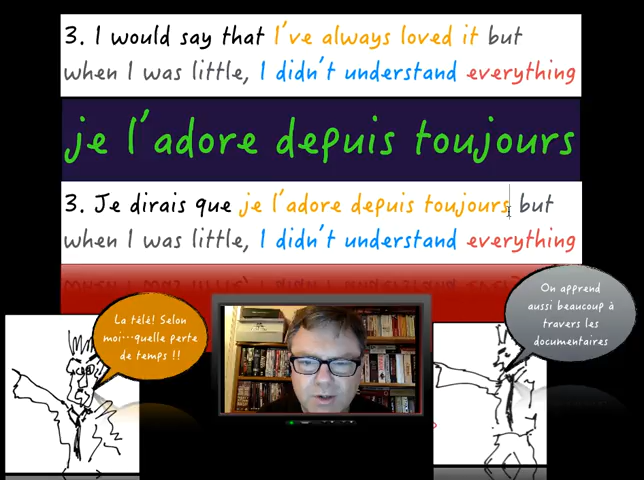 3. I would say that I've always loved it but
when I was little, I didn't understand everything
je l'adore depuis toujours
3. Je dirais que je l'adore depuis toujours but
when I was little, I didn't understand everything
La télé! Selon
moi...quelle perte
de temps !!
On apprend
aussi beaucoup à
travers les
documentaires